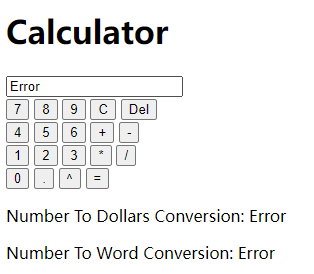 Calculator
Error
7 8 9 C Del
4 5 6 + -
1 2 3 * /
0 . ^ =
Number To Dollars Conversion: Error
Number To Word Conversion: Error